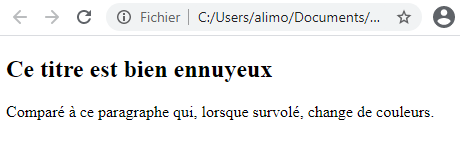 Fichier | C:/Users/alimo/Documents/...
Ce titre est bien ennuyeux
Comparé à ce paragraphe qui, lorsque survolé, change de couleurs.